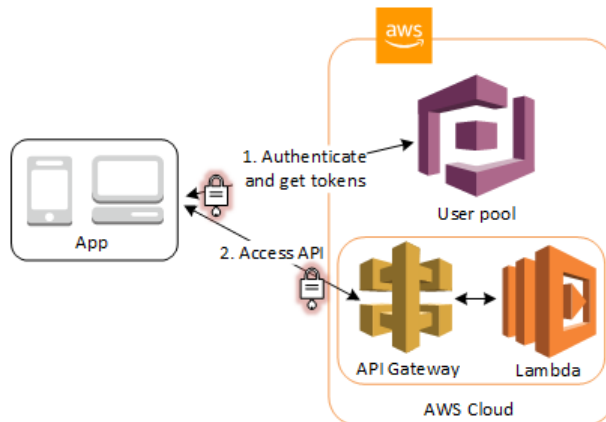 aws
1. Authenticate
and get tokens
User pool
App
2. Access API
API Gateway
Lambda
AWS Cloud